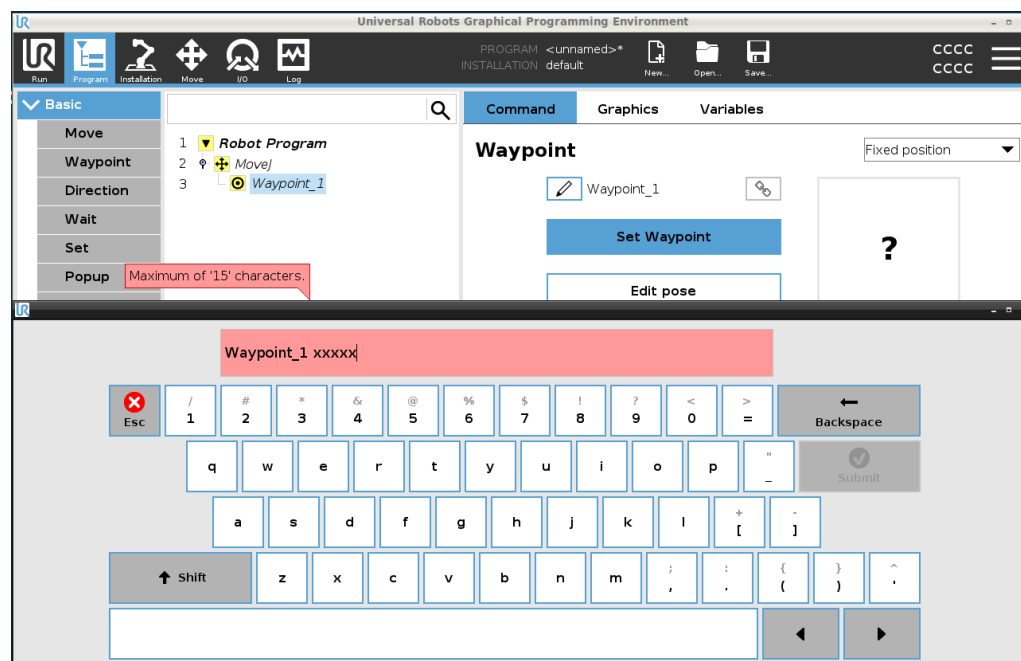 UR Universal Robots Graphical Programming Environment
UR Run Program Installation Move I/O Log
PROGRAM <unnamed>*
INSTALLATION default
New... Open... Save...
CCCC
CCCC
Basic
Move
Waypoint
Direction
Wait
Set
Popup
1 Robot Program
2 MoveJ
3 Waypoint_1
Maximum of '15' characters.
Command Graphics Variables
Waypoint
Fixed position
Waypoint_1
Set Waypoint
?
Edit pose
UR
Waypoint_1 xxxxx
Esc
/ # * & @ % $ ! ? < >
1 2 3 4 5 6 7 8 9 0 =
Backspace
q w e r t y u i o p " _
Submit
a s d f g h j k l + [ - ]
Shift z x c v b n m ; , : . { ( } ) ^ '